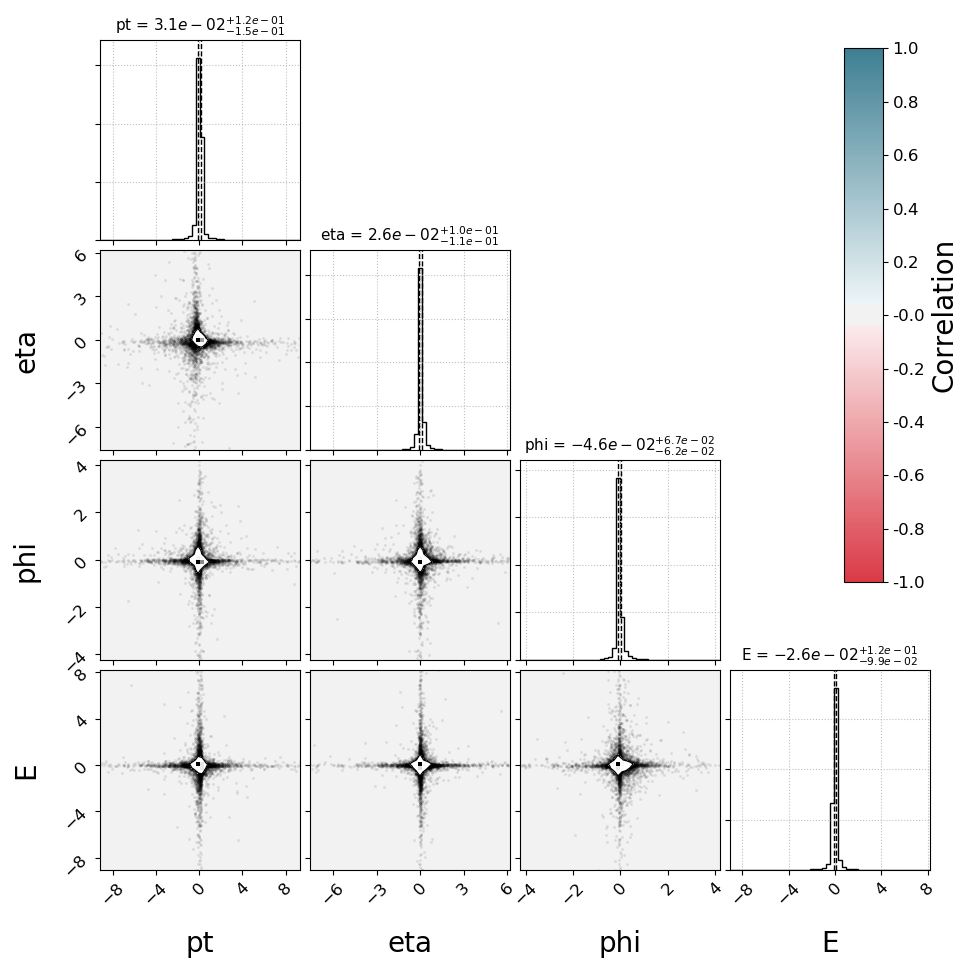 pt = 3.1e−02+1.2e−01 −1.5e−01
1.0
0.8
0.6
0.4
0.2
-0.0
-0.2
-0.4
-0.6
-0.8
-1.0
Correlation
eta = 2.6e−02+1.0e−01 −1.1e−01
eta
6
3
0
−3
−6
phi = −4.6e−02+6.7e−02 −6.2e−02
phi
4
2
0
−2
−4
E = −2.6e−02+1.2e−01 −9.9e−02
E
8
4
0
−4
−8
−8 −4 0 4 8 −6 −3 0 3 6 −4 −2 0 2 4 −8 −4 0 4 8
pt eta phi E